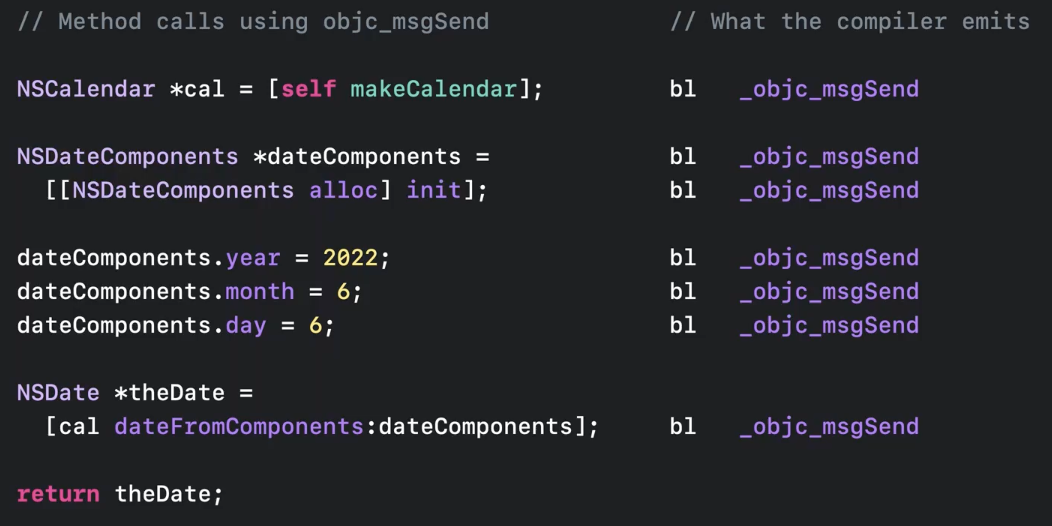 // Method calls using objc_msgSend // What the compiler emits
NSCalendar *cal = [self makeCalendar]; bl _objc_msgSend
NSDateComponents *dateComponents = bl _objc_msgSend
[[NSDateComponents alloc] init]; bl _objc_msgSend
dateComponents.year = 2022; bl _objc_msgSend
dateComponents.month = 6; bl _objc_msgSend
dateComponents.day = 6; bl _objc_msgSend
NSDate *theDate =
[cal dateFromComponents:dateComponents]; bl _objc_msgSend
return theDate;